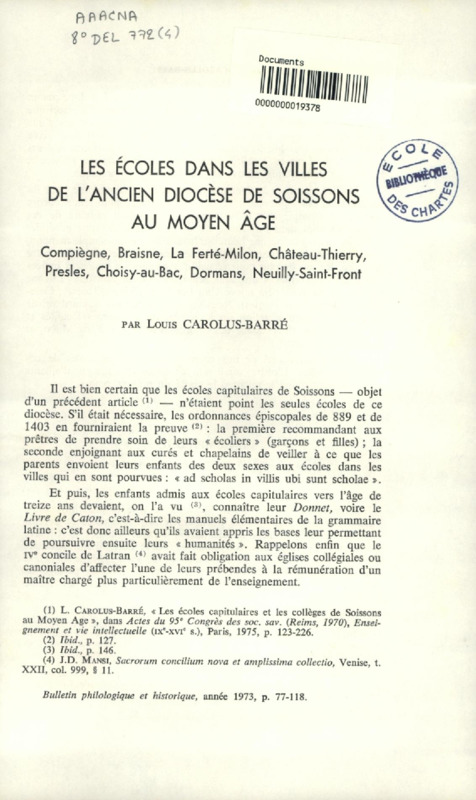 AAACNA
8° DEL 772(4)
Documents
0000000019378
ÉCOLE
BIBLIOTHÈQUE
DES CHARTES
LES ÉCOLES DANS LES VILLES
DE L'ANCIEN DIOCÈSE DE SOISSONS
AU MOYEN ÂGE
Compiègne, Braisne, La Ferté-Milon, Château-Thierry,
Presles, Choisy-au-Bac, Dormans, Neuilly-Saint-Front
PAR LOUIS CAROLUS-BARRÉ
Il est bien certain que les écoles capitulaires de Soissons — objet
d'un précédent article (1) — n'étaient point les seules écoles de ce
diocèse. S'il était nécessaire, les ordonnances épiscopales de 889 et de
1403 en fourniraient la preuve (2) : la première recommandant aux
prêtres de prendre soin de leurs « écoliers » (garçons et filles) ; la
seconde enjoignant aux curés et chapelains de veiller à ce que les
parents envoient leurs enfants des deux sexes aux écoles dans les
villes qui en sont pourvues : « ad scholas in villis ubi sunt scholae ».
Et puis, les enfants admis aux écoles capitulaires vers l'âge de
treize ans devaient, on l'a vu (3), connaître leur Donnet, voire le
Livre de Caton, c'est-à-dire les manuels élémentaires de la grammaire
latine : c'est donc ailleurs qu'ils avaient appris les bases leur permettant
de poursuivre ensuite leurs « humanités ». Rappelons enfin que le
IVe concile de Latran (4) avait fait obligation aux églises collégiales ou
canoniales d'affecter l'une de leurs prébendes à la rémunération d'un
maître chargé plus particulièrement de l'enseignement.
(1) L. CAROLUS-BARRÉ, « Les écoles capitulaires et les collèges de Soissons
au Moyen Age », dans Actes du 95e Congrès des soc. sav. (Reims, 1970), Ensei-
gnement et vie intellectuelle (IXe-XVIe s.), Paris, 1975, p. 123-226.
(2) Ibid., p. 127.
(3) Ibid., p. 146.
(4) J.D. MANSI, Sacrorum concilium nova et amplissima collectio, Venise, t.
XXII, col. 999, § 11.
Bulletin philologique et historique, année 1973, p. 77-118.